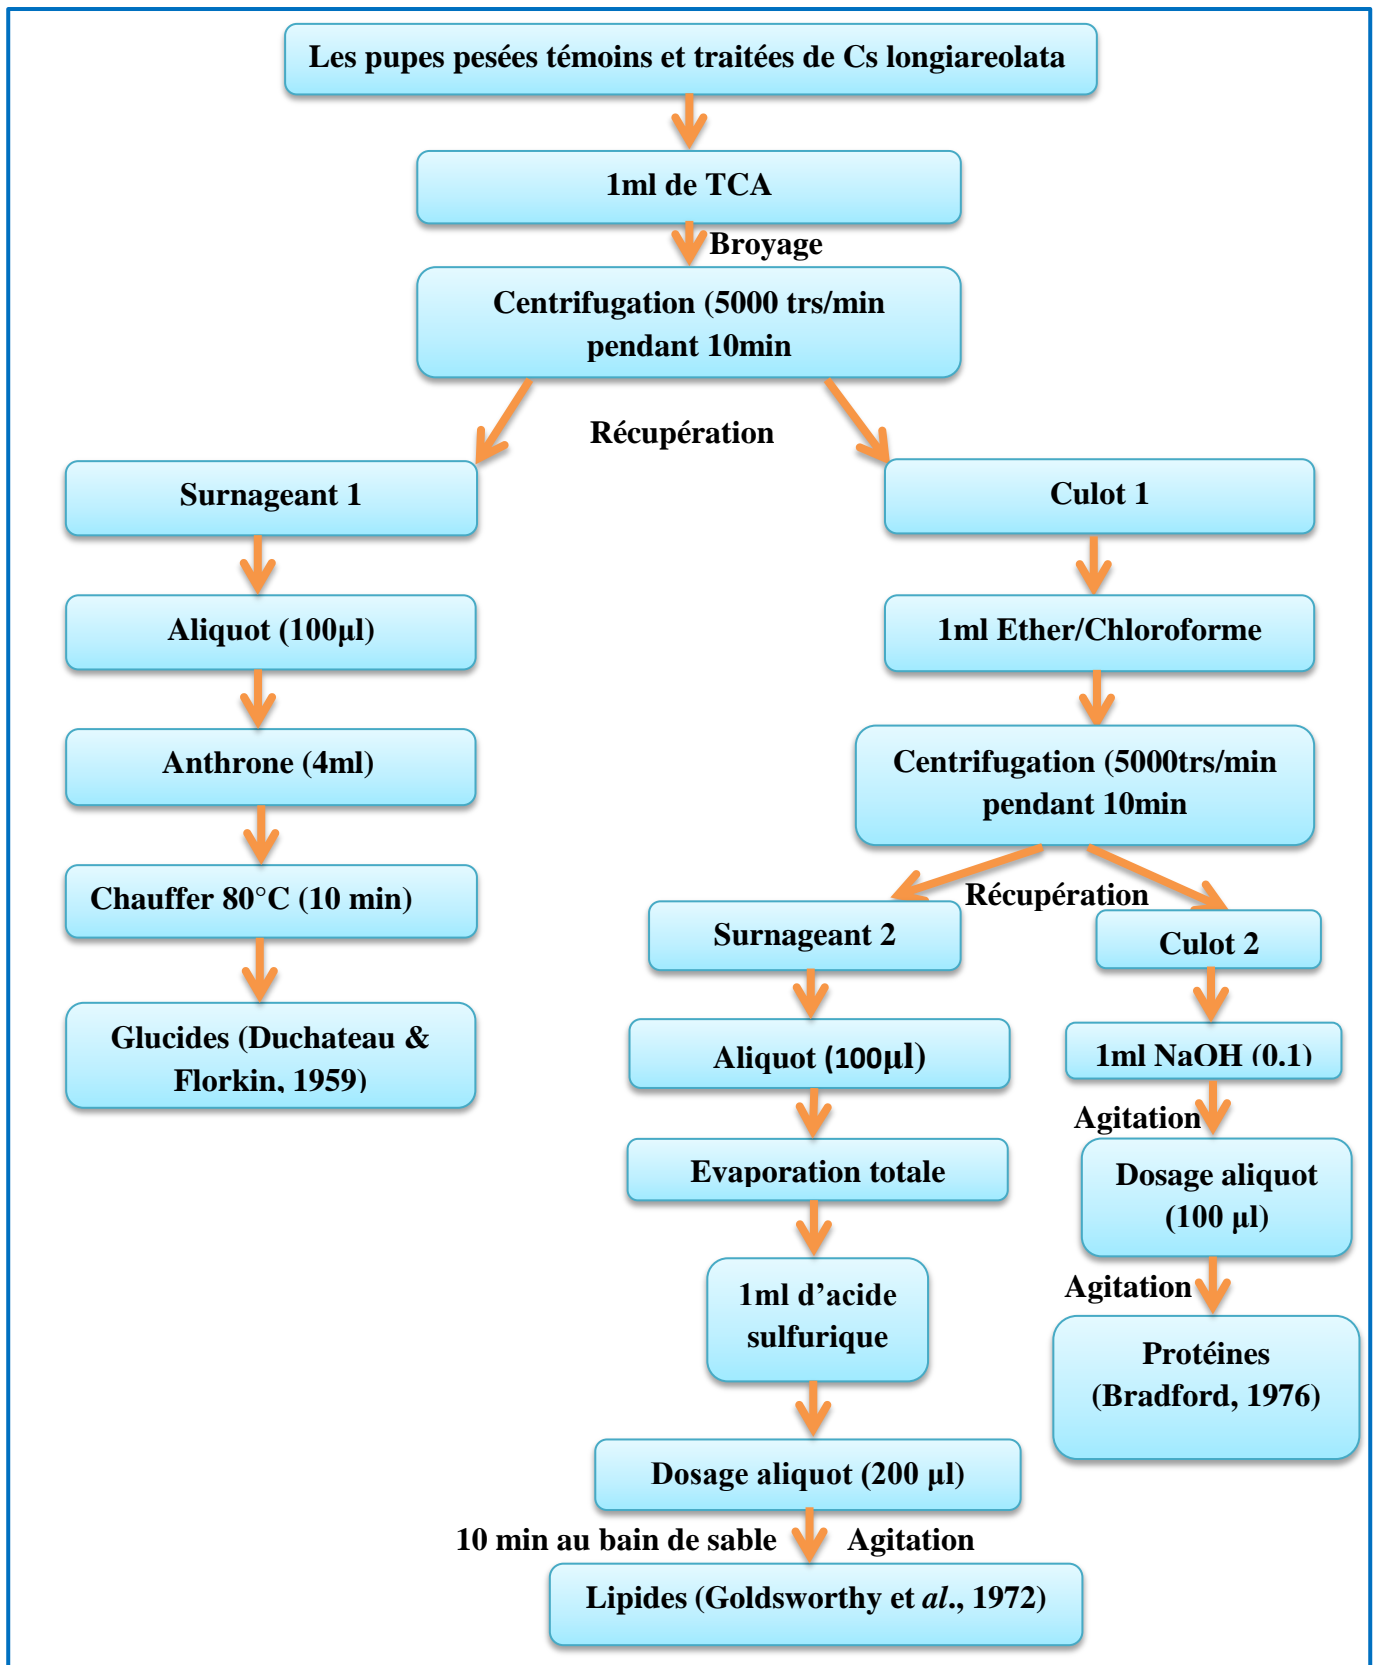 Les pupes pesées témoins et traitées de Cs longiareolata
1ml de TCA
Broyage
Centrifugation (5000 trs/min
pendant 10min
Récupération
Surnageant 1
Aliquot (100µl)
Anthrone (4ml)
Chauffer 80°C (10 min)
Glucides (Duchateau &
Florkin, 1959)
Culot 1
1ml Ether/Chloroforme
Centrifugation (5000trs/min
pendant 10min
Récupération
Surnageant 2
Aliquot (100µl)
Evaporation totale
1ml d’acide
sulfurique
Dosage aliquot (200 µl)
10 min au bain de sable
Agitation
Lipides (Goldsworthy et al., 1972)
Culot 2
1ml NaOH (0.1)
Agitation
Dosage aliquot
(100 µl)
Agitation
Protéines
(Bradford, 1976)